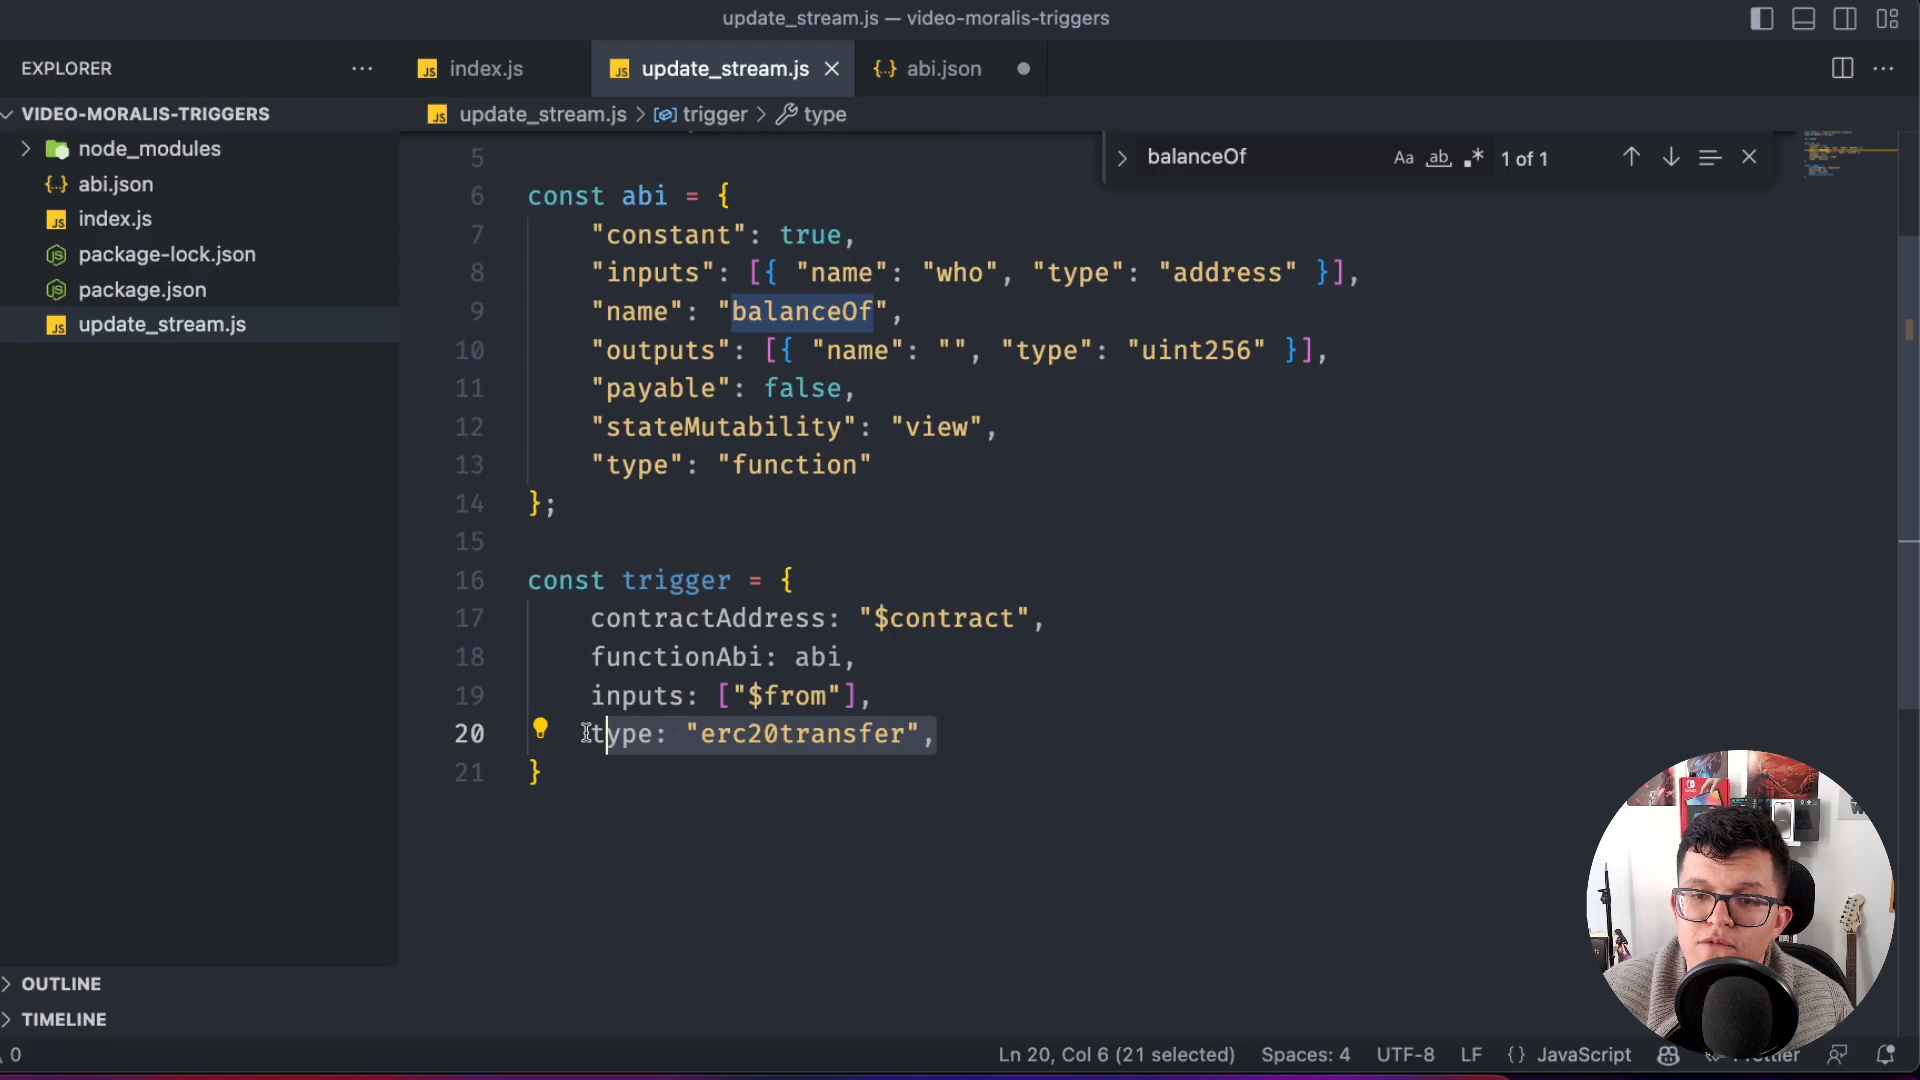 update_stream.js — video-moralis-triggers
EXPLORER
index.js
update_stream.js
abi.json
VIDEO-MORALIS-TRIGGERS
update_stream.js > trigger > type
node_modules
abi.json
index.js
package-lock.json
package.json
update_stream.js
balanceOf
Aa ab 1 of 1
5
6 const abi = {
7 "constant": true,
8 "inputs": [{ "name": "who", "type": "address" }],
9 "name": "balanceOf",
10 "outputs": [{ "name": "", "type": "uint256" }],
11 "payable": false,
12 "stateMutability": "view",
13 "type": "function"
14 };
15
16 const trigger = {
17 contractAddress: "$contract",
18 functionAbi: abi,
19 inputs: ["$from"],
20 type: "erc20transfer",
21 }
OUTLINE
TIMELINE
0
Ln 20, Col 6 (21 selected)
Spaces: 4
UTF-8
LF
{} JavaScript
Prettier